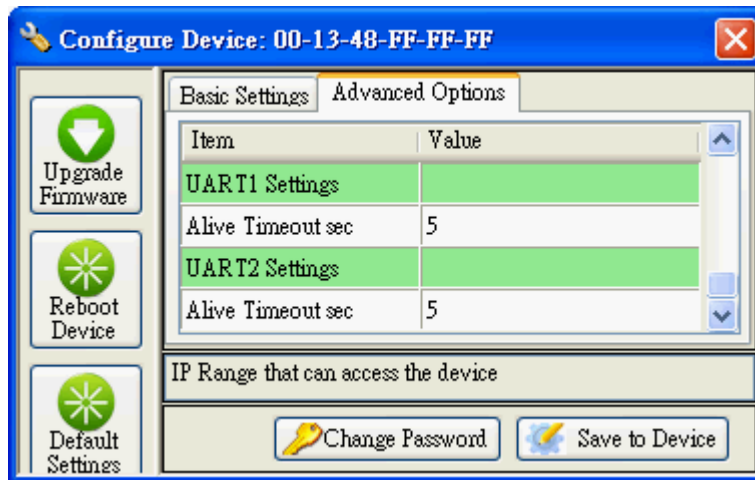 Configure Device: 00-13-48-FF-FF-FF
Upgrade
Firmware
Reboot
Device
Default
Settings
Basic Settings
Advanced Options
Item Value
UART1 Settings
Alive Timeout sec 5
UART2 Settings
Alive Timeout sec 5
IP Range that can access the device
Change Password
Save to Device